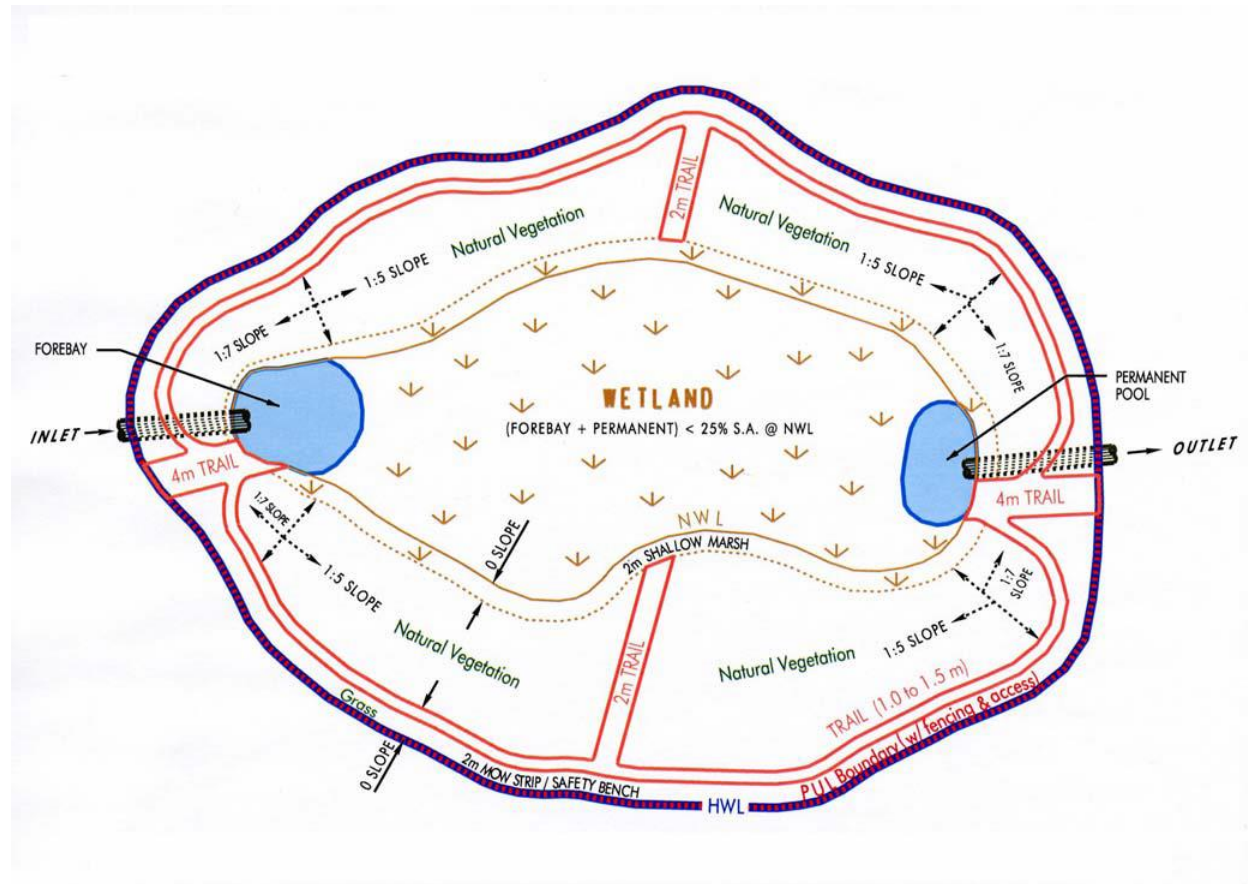 2m TRAIL
Natural Vegetation
Natural Vegetation
1:5 SLOPE
1:5 SLOPE
1:7 SLOPE
1:7 SLOPE
FOREBAY
PERMANENT
POOL
WETLAND
(FOREBAY + PERMANENT) < 25% S.A. @ NWL
INLET
OUTLET
4m TRAIL
4m TRAIL
1:7 SLOPE
NWL
2m SHALLOW MARSH
0 SLOPE
1:5 SLOPE
1:7
SLOPE
1:5 SLOPE
Natural Vegetation
Natural Vegetation
2m TRAIL
TRAIL (1.0 to 1.5 m)
PUL Boundary (w/ fencing & access)
Grass
0 SLOPE
2m MOW STRIP / SAFETY BENCH
HWL